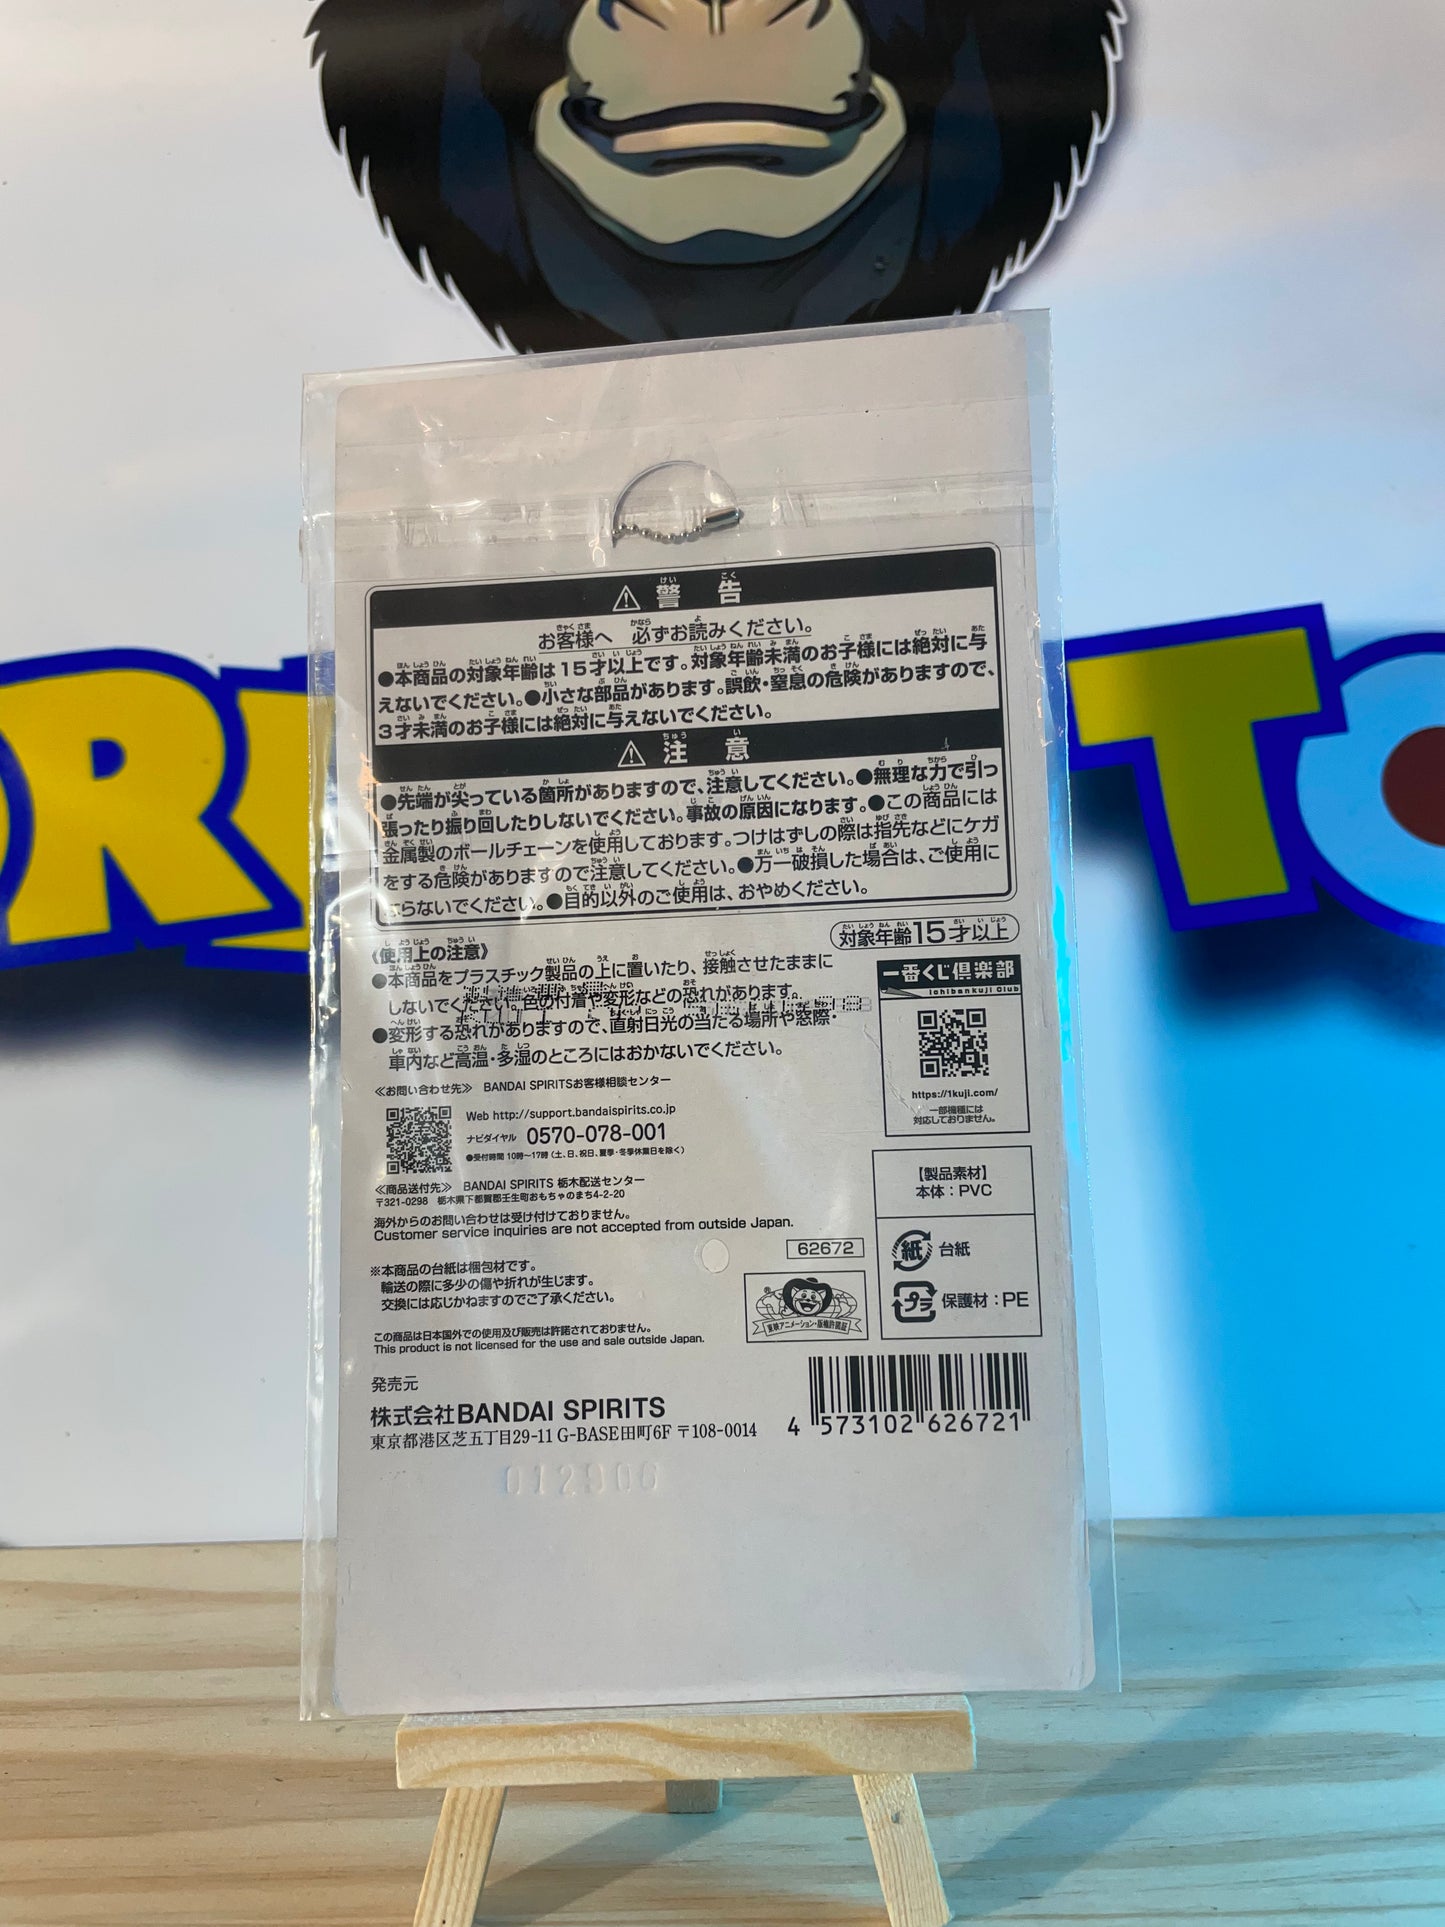 ⚠ 警告
お客様へ 必ずお読みください。
●本商品の対象年齢は15才以上です。対象年齢未満のお子様には絶対に与
えないでください。●小さな部品があります。誤飲・窒息の危険がありますので、
3才未満のお子様には絶対に与えないでください。
⚠ 注意
●先端が尖っている箇所がありますので、注意してください。●無理な力で引っ
張ったり振り回したりしないでください。事故の原因になります。●この商品には
金属製のボールチェーンを使用しております。つけはずしの際は指先などにケガ
をする危険がありますので注意してください。●万一破損した場合は、ご使用に
ならないでください。●目的以外のご使用は、おやめください。
対象年齢15才以上
《使用上の注意》
●本商品をプラスチック製品の上に置いたり、接触させたままに
しないでください。色の付着や変形などの恐れがあります。
●変形する恐れがありますので、直射日光の当たる場所や窓際・
車内など高温・多湿のところにはおかないでください。
一番くじ倶楽部
Ichibankuji Club
https://1kuji.com/
一部機種には
対応しておりません。
≪お問い合わせ先≫ BANDAI SPIRITSお客様相談センター
Web http://support.bandaispirits.co.jp
ナビダイヤル 0570-078-001
●受付時間 10時〜17時 (土、日、祝日、夏季・冬季休業日を除く)
≪商品送付先≫ BANDAI SPIRITS 栃木配送センター
〒321-0298 栃木県下都賀郡壬生町おもちゃのまち4-2-20
海外からのお問い合わせは受け付けておりません。
Customer service inquiries are not accepted from outside Japan.
【製品素材】
本体：PVC
紙 台紙
プラ 保護材：PE
62672
※本商品の台紙は梱包材です。
輸送の際に多少の傷や折れが生じます。
交換には応じかねますのでご了承ください。
東映アニメーション・版権許諾証
この商品は日本国外での使用及び販売は許諾されておりません。
This product is not licensed for the use and sale outside Japan.
発売元
株式会社BANDAI SPIRITS
東京都港区芝五丁目29-11 G-BASE田町6F 〒108-0014
4 573102 626721
012906